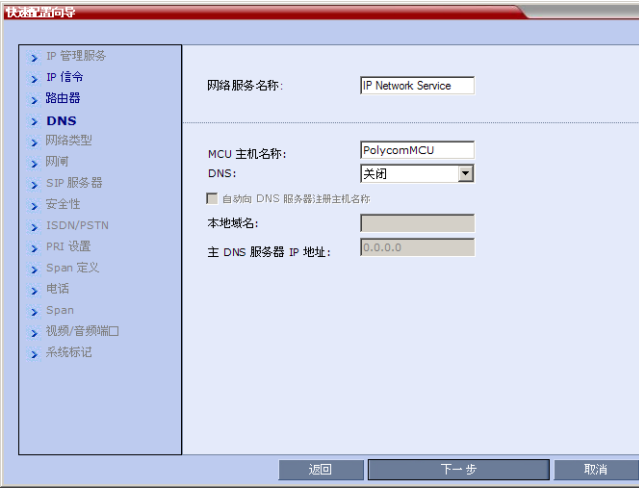 快速配置向导
IP 管理服务
IP 信令
路由器
DNS
网络类型
网闸
SIP 服务器
安全性
ISDN/PSTN
PRI 设置
Span 定义
电话
Span
视频/音频端口
系统标记
网络服务名称:
IP Network Service
MCU 主机名称:
PolycomMCU
DNS:
关闭
自动向 DNS 服务器注册主机名称
本地域名:
主 DNS 服务器 IP 地址:
0.0.0.0
返回
下一步
取消